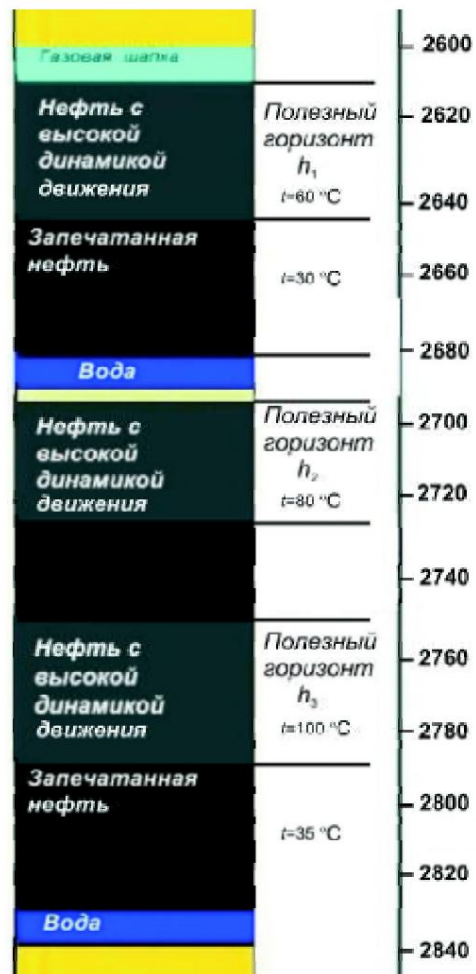 Газовая шапка
Нефть с
высокой
динамикой
движения
Полезный
горизонт
h₁
t=60 °C
Запечатанная
нефть
t=30 °C
Вода
Нефть с
высокой
динамикой
движения
Полезный
горизонт
h₂
t=80 °C
Нефть с
высокой
динамикой
движения
Полезный
горизонт
h₃
t=100 °C
Запечатанная
нефть
t=35 °C
Вода
2600
2620
2640
2660
2680
2700
2720
2740
2760
2780
2800
2820
2840